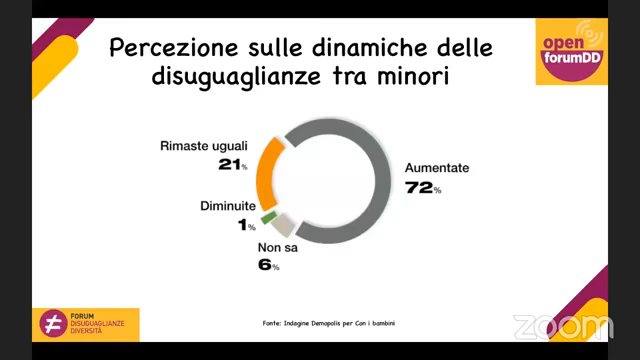 Percezione sulle dinamiche delle
disuguaglianze tra minori
open
forumDD
Rimaste uguali
21%
Aumentate
72%
Diminuite
1%
Non sa
6%
FORUM
DISUGUAGLIANZE
DIVERSITÀ
Fonte: Indagine Demopolis per Con i bambini
zoom